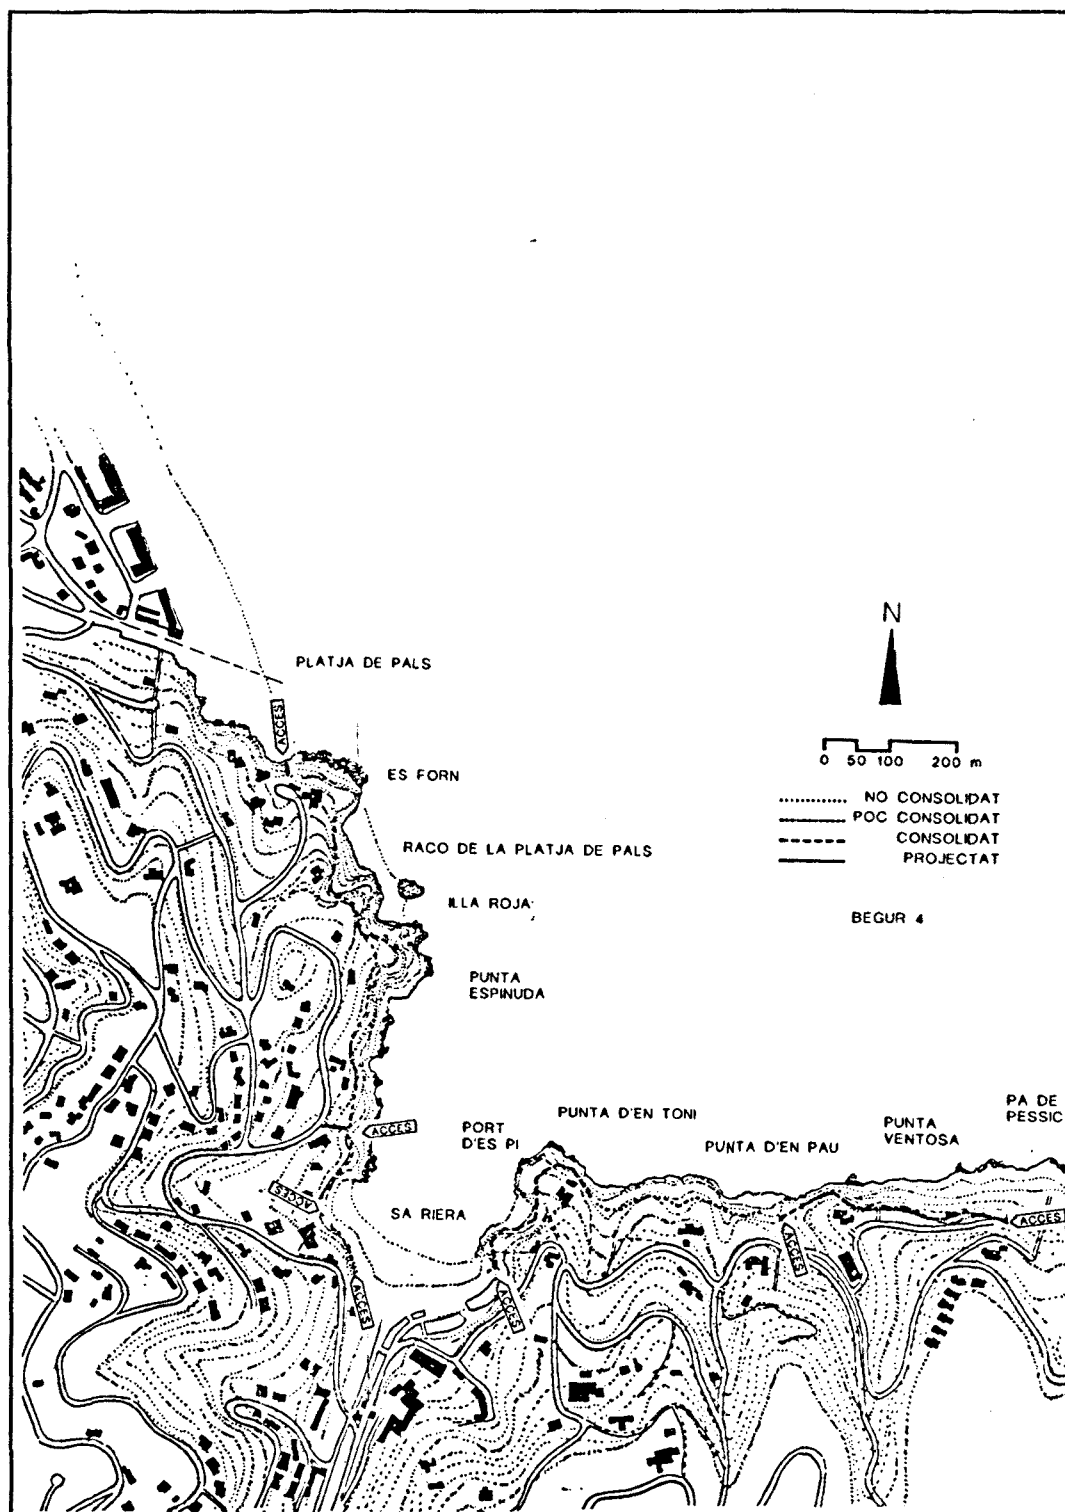 N
0 50 100 200 m
NO CONSOLIDAT
POC CONSOLIDAT
CONSOLIDAT
PROJECTAT
BEGUR 4
PLATJA DE PALS
ACCES
ES FORN
RACO DE LA PLATJA DE PALS
ILLA ROJA
PUNTA
ESPINUDA
ACCES
PORT
D'ES PI
PUNTA D'EN TONI
PUNTA D'EN PAU
PUNTA
VENTOSA
PA DE
PESSIC
ACCES
SA RIERA
ACCES
ACCES
ACCES
ACCES